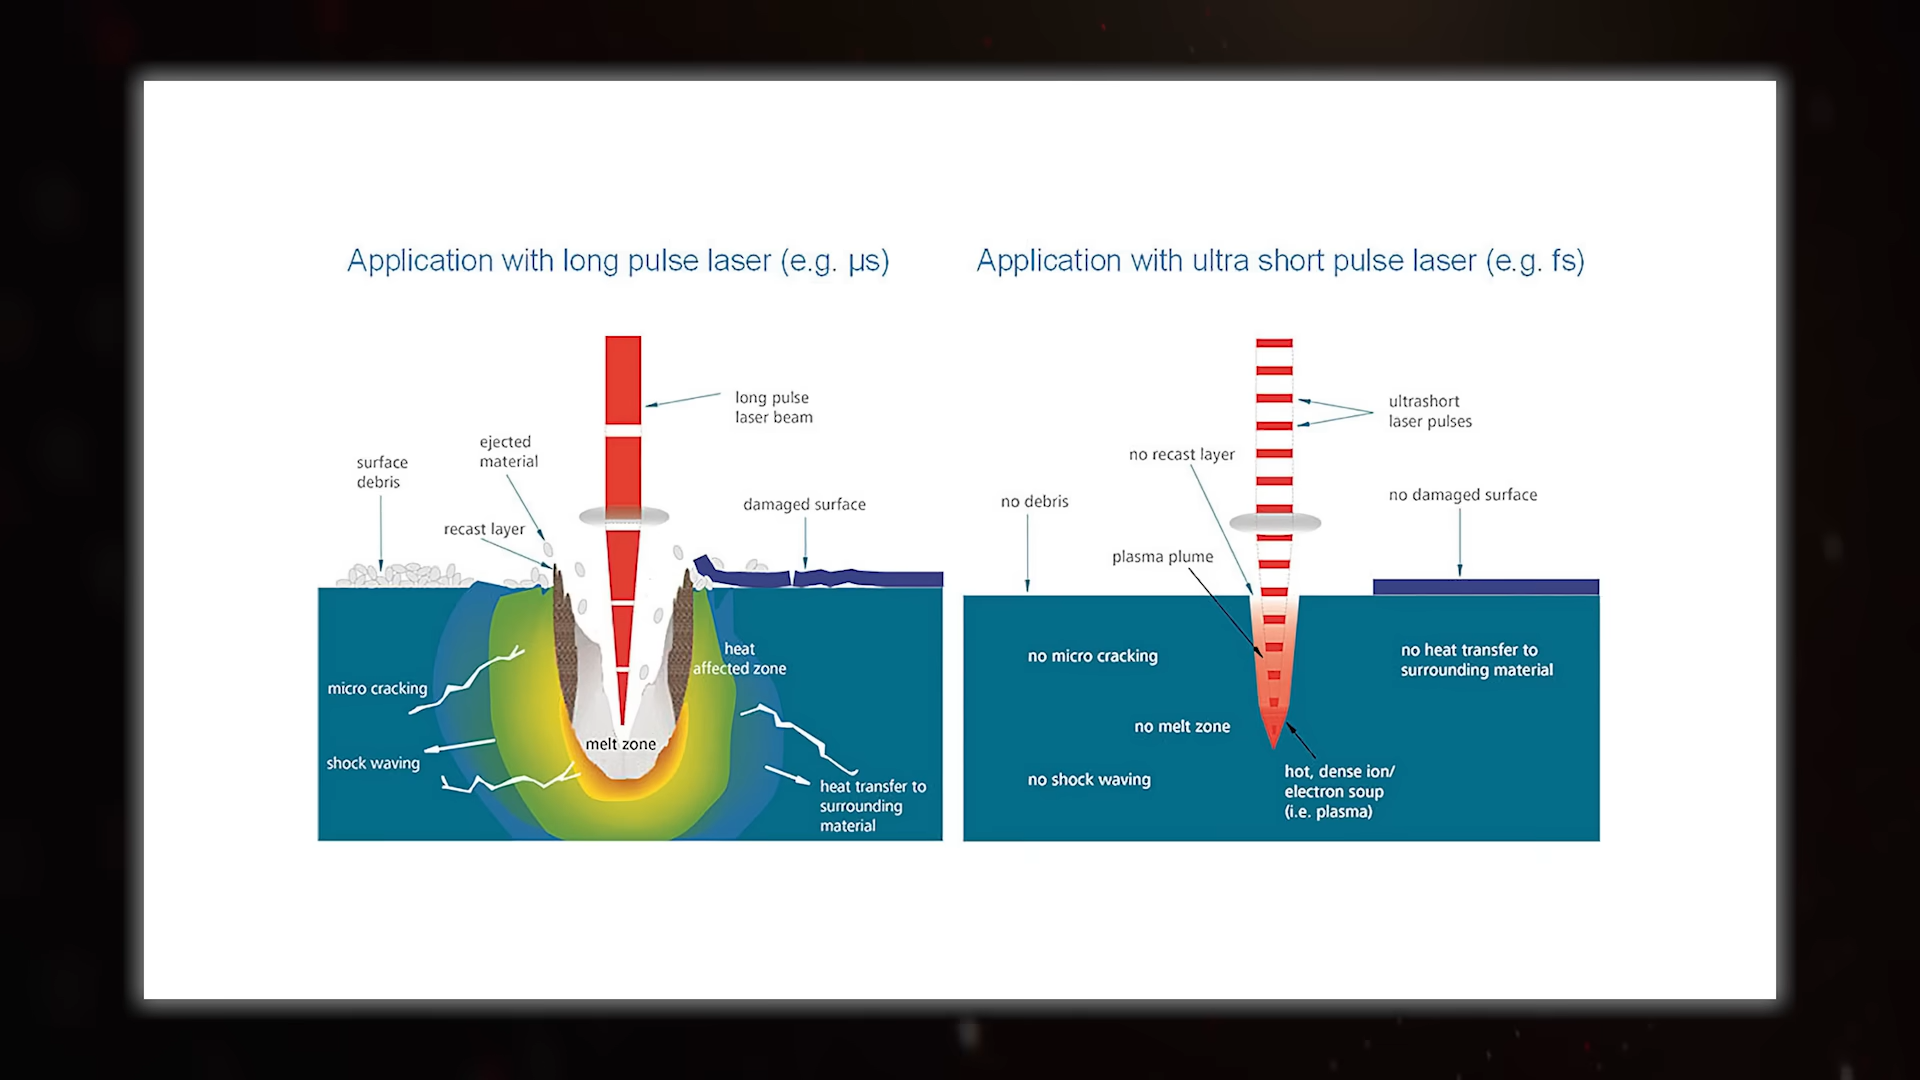 Application with long pulse laser (e.g. µs)
long pulse
laser beam
ejected
material
surface
debris
recast layer
damaged surface
heat
affected zone
micro cracking
melt zone
shock waving
heat transfer to
surrounding
material
Application with ultra short pulse laser (e.g. fs)
ultrashort
laser pulses
no recast layer
no debris
no damaged surface
plasma plume
no micro cracking
no heat transfer to
surrounding material
no melt zone
no shock waving
hot, dense ion/
electron soup
(i.e. plasma)